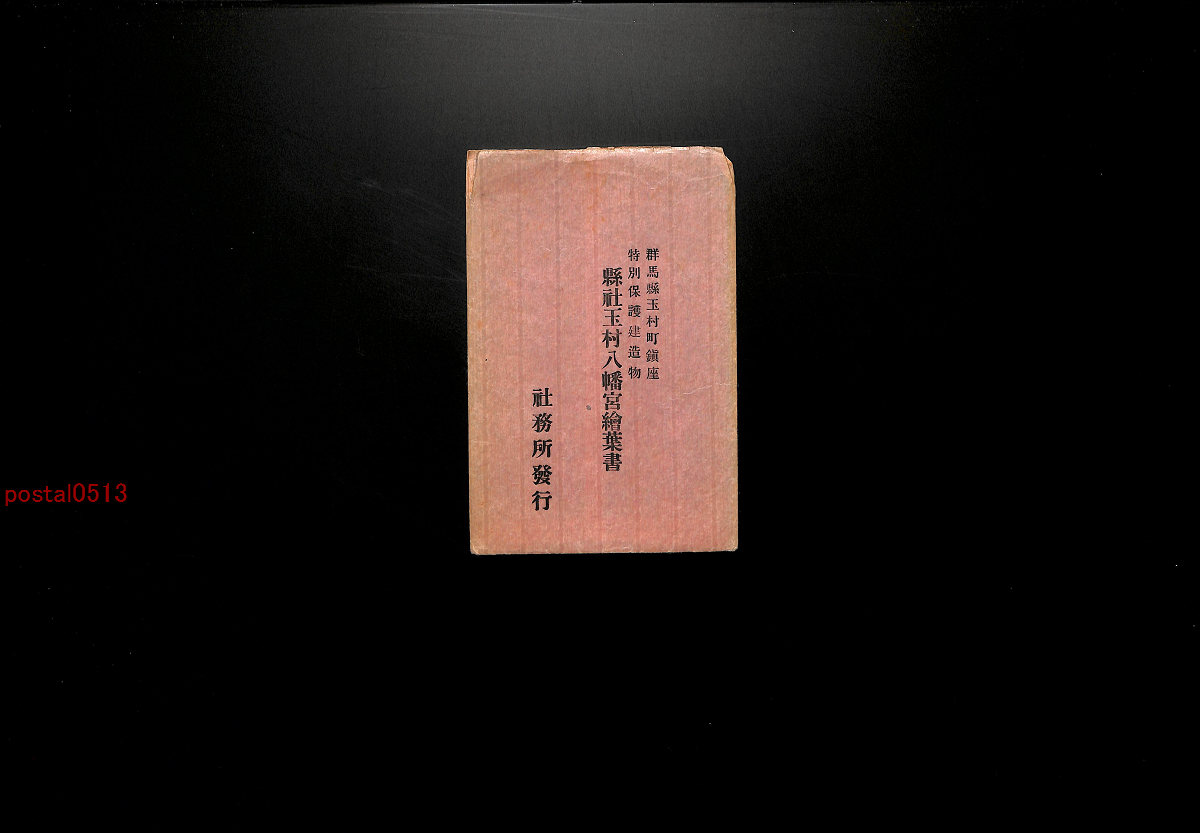 群馬縣玉村町鎭座
特別保護建造物
縣社玉村八幡宮繪葉書
社務所發行
postal0513